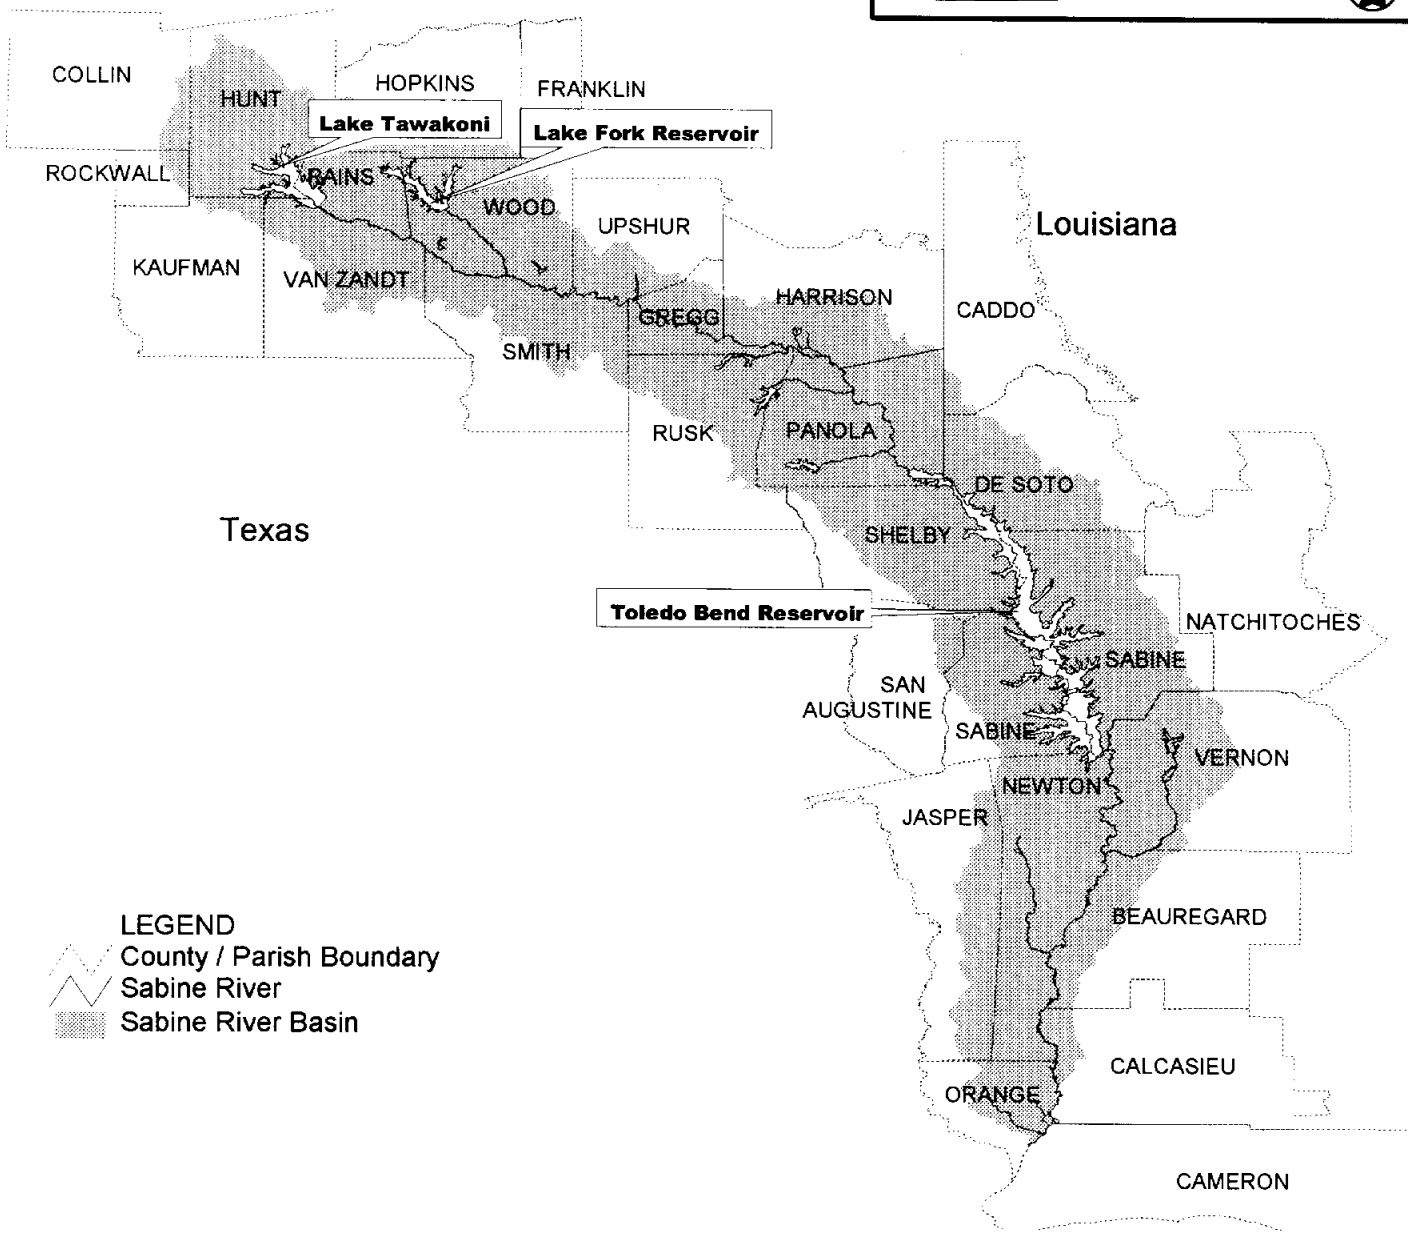 COLLIN
HUNT
HOPKINS
FRANKLIN
Lake Tawakoni
Lake Fork Reservoir
ROCKWALL
RAINS
WOOD
UPSHUR
Louisiana
KAUFMAN
VAN ZANDT
HARRISON
CADDO
GREGG
SMITH
RUSK
PANOLA
DE SOTO
Texas
SHELBY
Toledo Bend Reservoir
NATCHITOCHES
SABINE
SAN
AUGUSTINE
SABINE
VERNON
NEWTON
JASPER
BEAUREGARD
LEGEND
County / Parish Boundary
Sabine River
Sabine River Basin
CALCASIEU
ORANGE
CAMERON